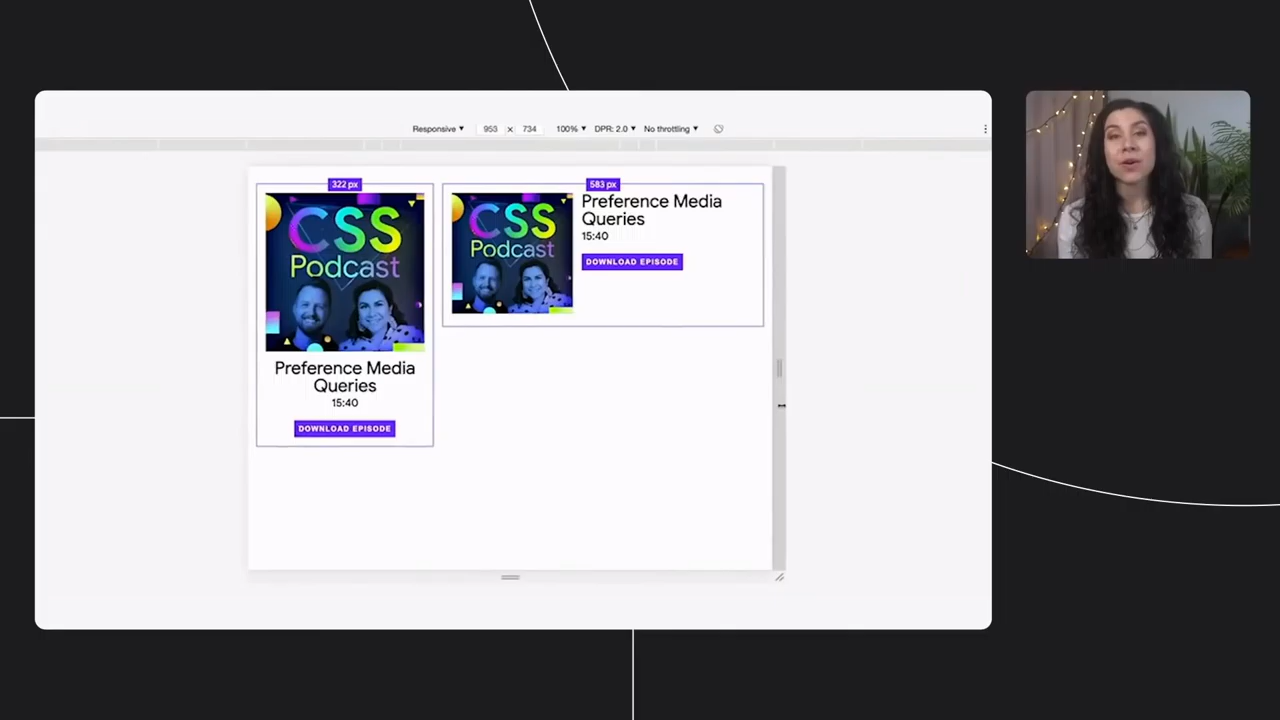 Responsive ▼ 953 × 734 100% ▼ DPR: 2.0 ▼ No throttling ▼
322 px
CSS
Podcast
Preference Media
Queries
15:40
DOWNLOAD EPISODE
583 px
CSS
Podcast
Preference Media
Queries
15:40
DOWNLOAD EPISODE